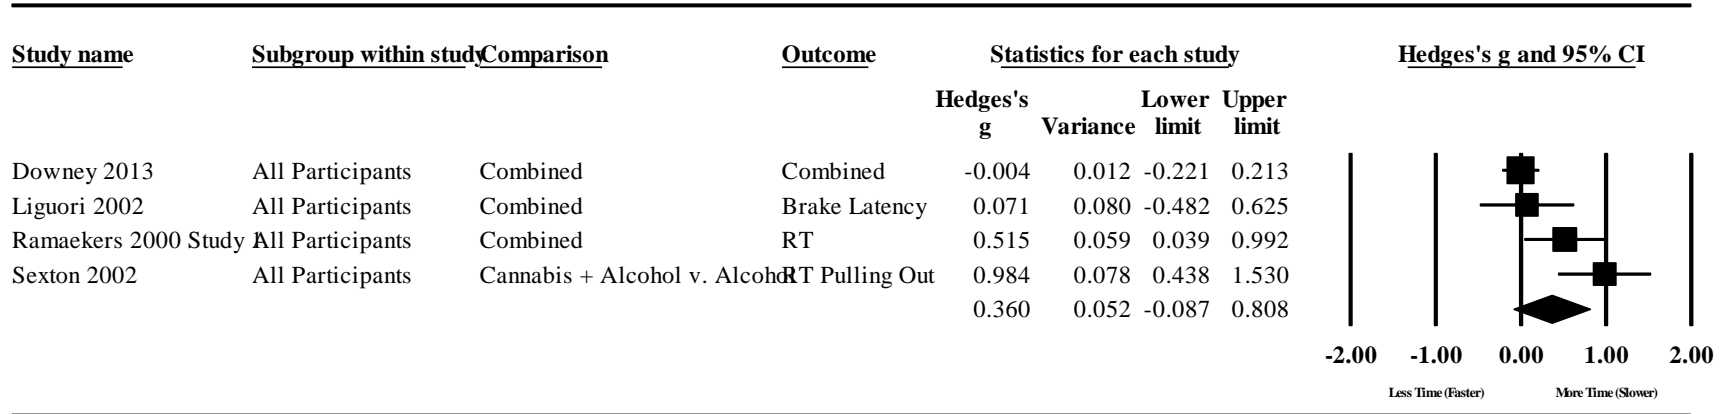 Study name Subgroup within study Comparison Outcome Statistics for each study Hedges's g and 95% CI
Hedges's Lower Upper
g Variance limit limit
Downey 2013 All Participants Combined Combined -0.004 0.012 -0.221 0.213
Liguori 2002 All Participants Combined Brake Latency 0.071 0.080 -0.482 0.625
Ramaekers 2000 Study 1 All Participants Combined RT 0.515 0.059 0.039 0.992
Sexton 2002 All Participants Cannabis + Alcohol v. Alcohol RT Pulling Out 0.984 0.078 0.438 1.530
0.360 0.052 -0.087 0.808
-2.00 -1.00 0.00 1.00 2.00
Less Time (Faster) More Time (Slower)